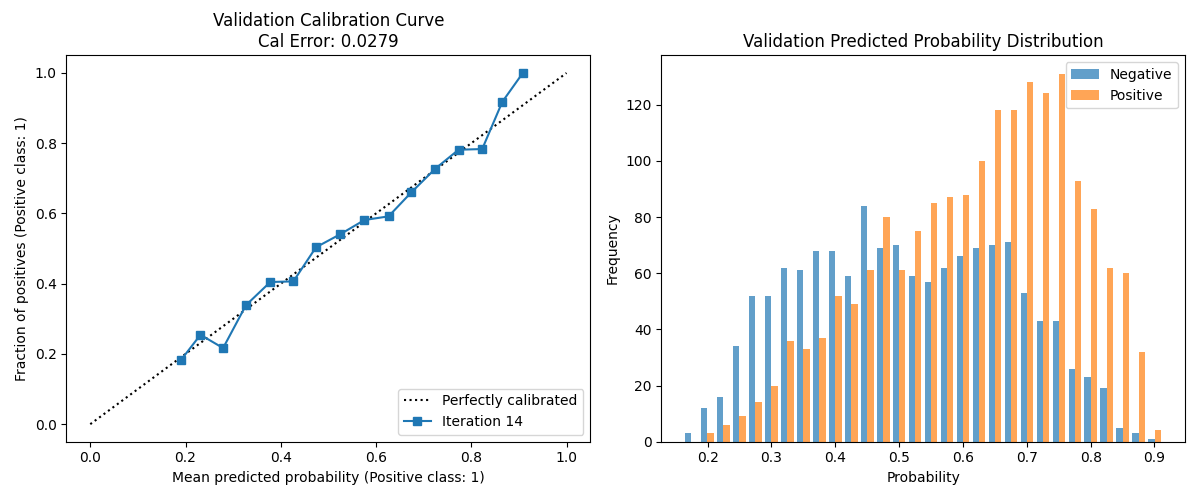 Validation Calibration Curve
Cal Error: 0.0279
Fraction of positives (Positive class: 1)
1.0
0.8
0.6
0.4
0.2
0.0
Perfectly calibrated
Iteration 14
0.0 0.2 0.4 0.6 0.8 1.0
Mean predicted probability (Positive class: 1)
Validation Predicted Probability Distribution
Negative
Positive
Frequency
120
100
80
60
40
20
0
0.2 0.3 0.4 0.5 0.6 0.7 0.8 0.9
Probability